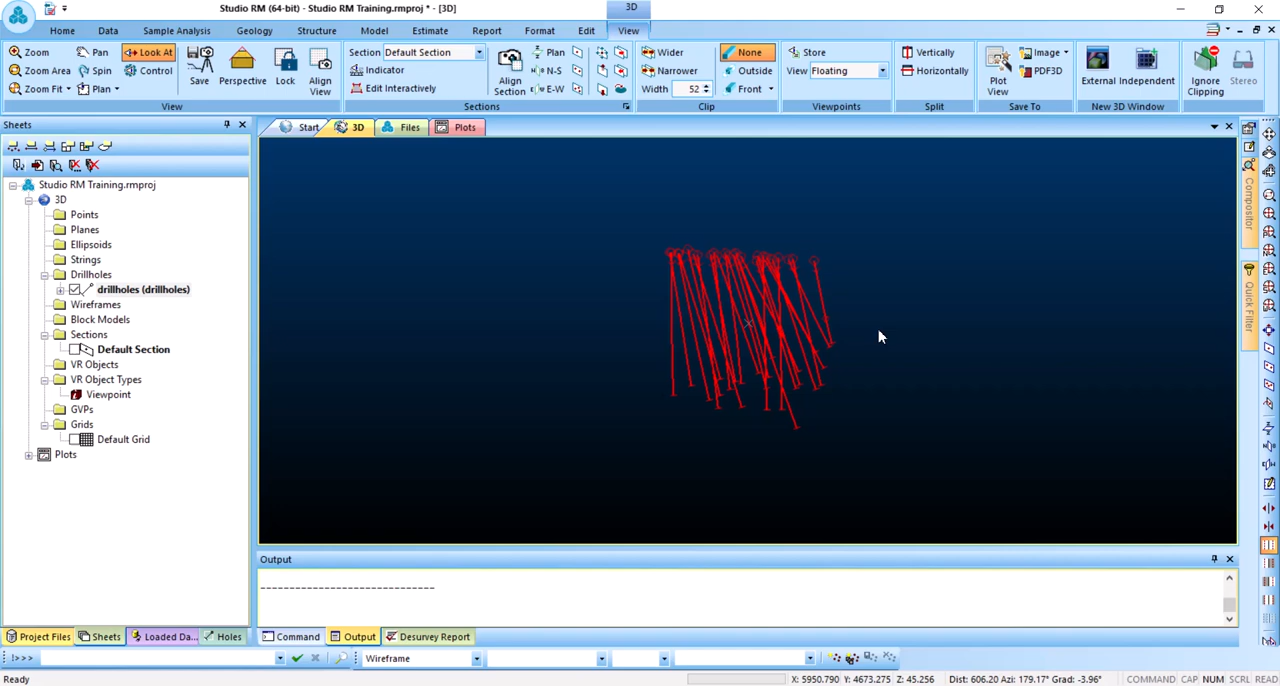 Studio RM (64-bit) - Studio RM Training.rmproj * - [3D]
3D
Home Data Sample Analysis Geology Structure Model Estimate Report Format Edit View
Zoom Pan Look At
Zoom Area Spin Control
Zoom Fit Plan
Save Perspective Lock Align View
View
Section Default Section
Indicator
Edit Interactively
Align Section
Plan
N-S
E-W
Sections
Wider None
Narrower Outside
Width 52 Front
Clip
Store
View Floating
Viewpoints
Vertically
Horizontally
Split
Plot View
Image
PDF3D
Save To
External Independent
New 3D Window
Ignore Clipping
Stereo
Sheets
Start 3D Files Plots
Studio RM Training.rmproj
3D
Points
Planes
Ellipsoids
Strings
Drillholes
drillholes (drillholes)
Wireframes
Block Models
Sections
Default Section
VR Objects
VR Object Types
Viewpoint
GVPs
Grids
Default Grid
Plots
Compositor
Quick Filter
Output
-----------------------------
Project Files Sheets Loaded Da... Holes
Command Output Desurvey Report
!>>> Wireframe
Ready
X: 5950.790 Y: 4673.275 Z: 45.256 Dist: 606.20 Azi: 179.17° Grad: -3.96° COMMAND CAP NUM SCRL READ